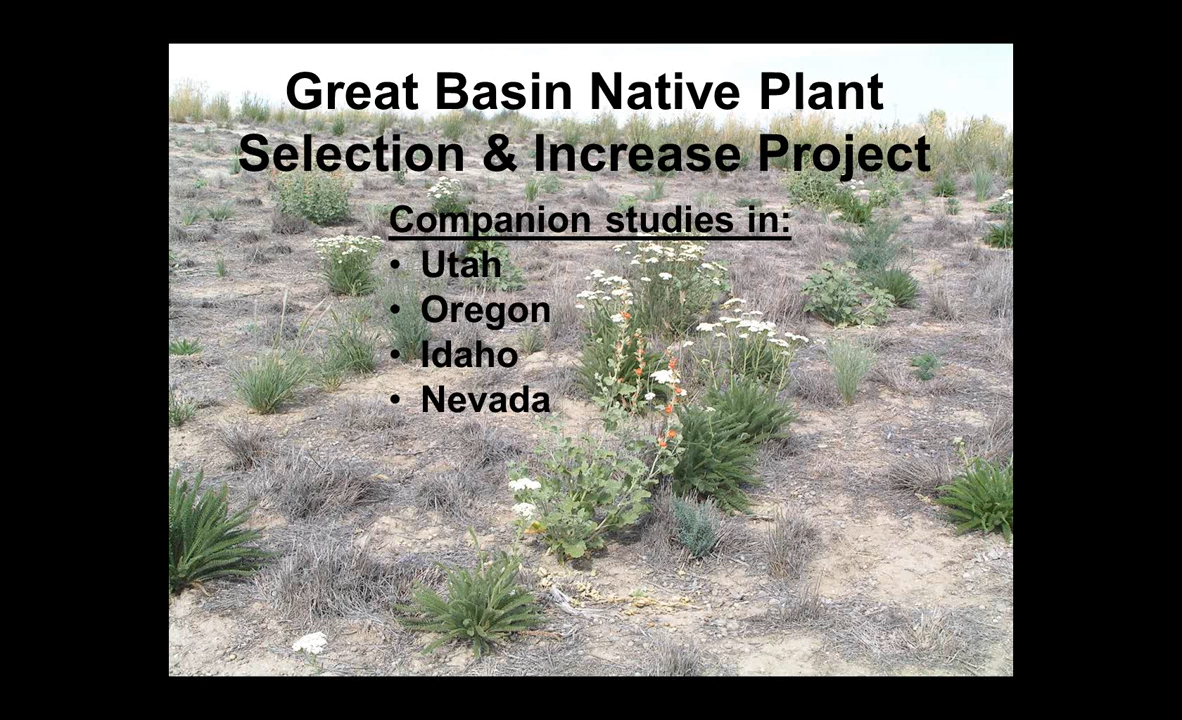 Great Basin Native Plant
Selection & Increase Project
Companion studies in:
• Utah
• Oregon
• Idaho
• Nevada